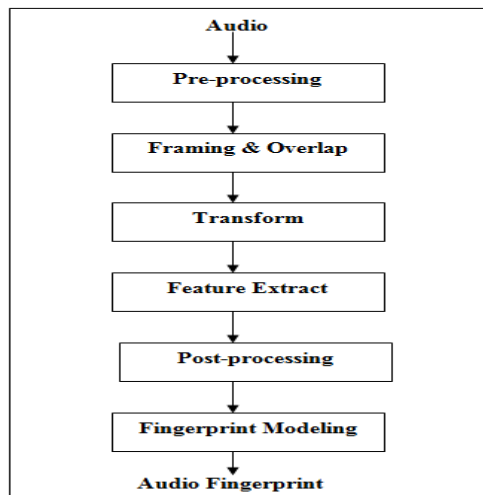 Audio
Pre-processing
Framing & Overlap
Transform
Feature Extract
Post-processing
Fingerprint Modeling
Audio Fingerprint